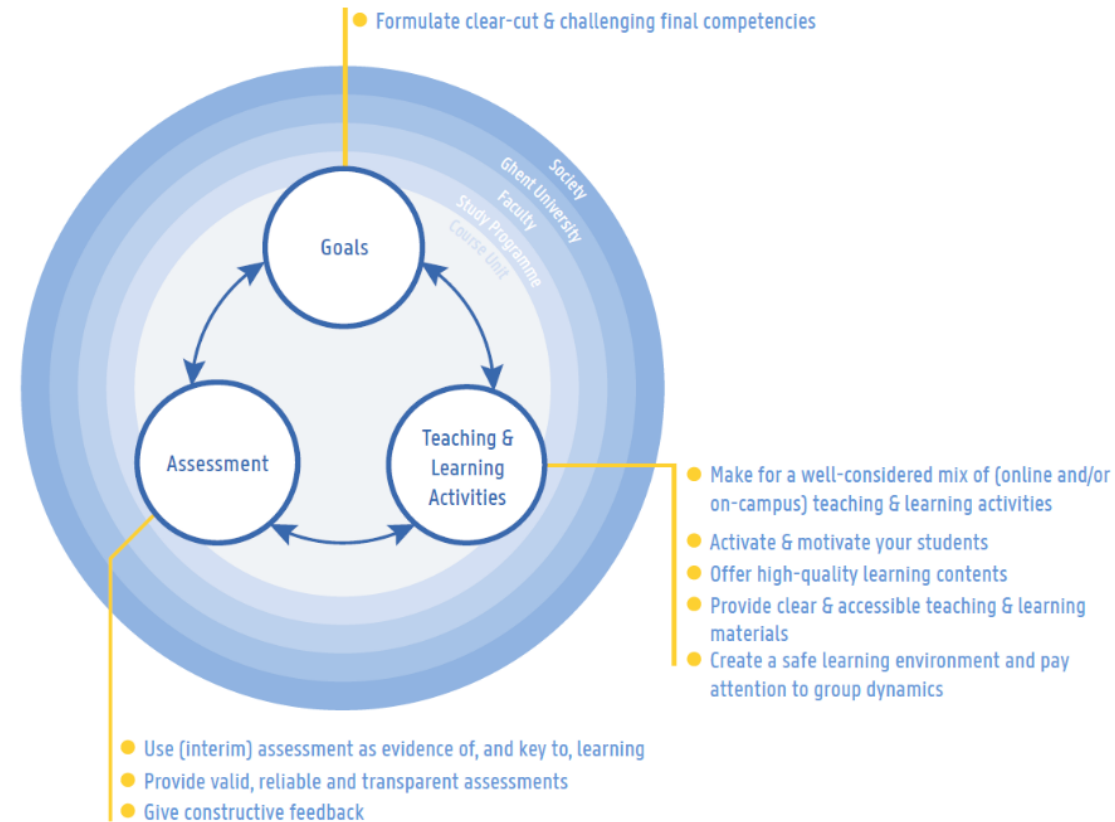 Formulate clear-cut & challenging final competencies
Society
Ghent University
Faculty
Study Programme
Course Unit
Goals
Assessment
Teaching &
Learning
Activities
Make for a well-considered mix of (online and/or
on-campus) teaching & learning activities
Activate & motivate your students
Offer high-quality learning contents
Provide clear & accessible teaching & learning
materials
Create a safe learning environment and pay
attention to group dynamics
Use (interim) assessment as evidence of, and key to, learning
Provide valid, reliable and transparent assessments
Give constructive feedback